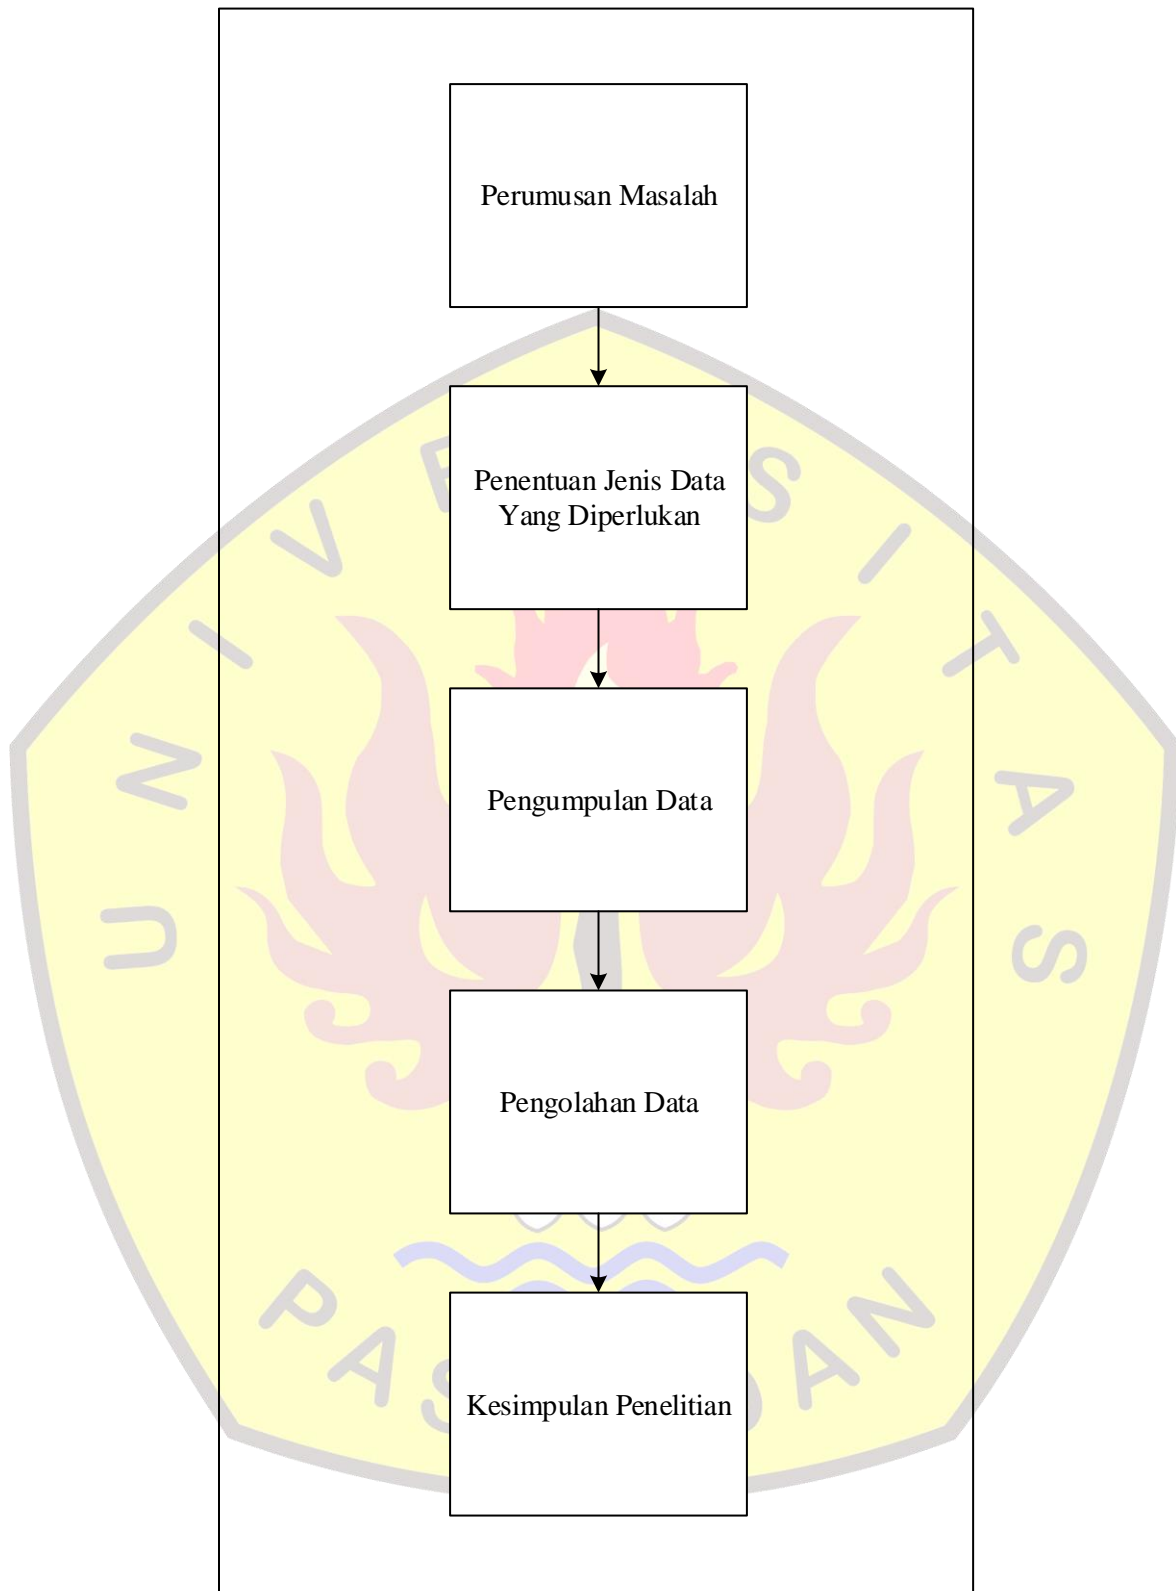 Perumusan Masalah
Penentuan Jenis Data
Yang Diperlukan
Pengumpulan Data
Pengolahan Data
Kesimpulan Penelitian